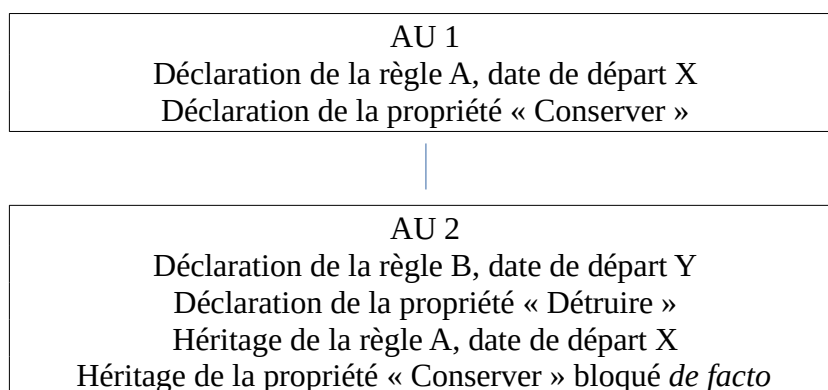 AU 1
Déclaration de la règle A, date de départ X
Déclaration de la propriété « Conserver »
AU 2
Déclaration de la règle B, date de départ Y
Déclaration de la propriété « Détruire »
Héritage de la règle A, date de départ X
Héritage de la propriété « Conserver » bloqué de facto